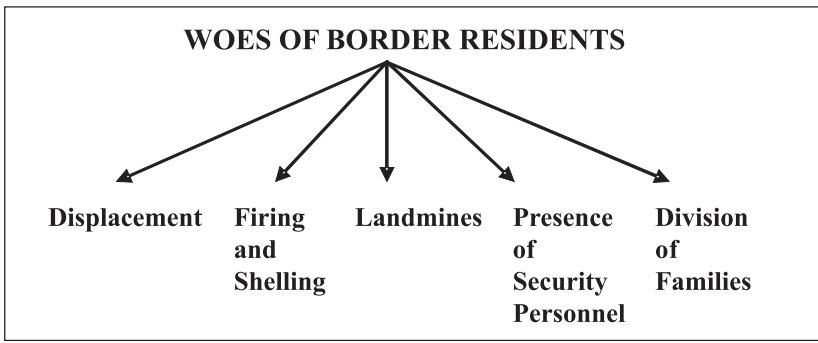 WOES OF BORDER RESIDENTS
Displacement
Firing
and
Shelling
Landmines
Presence
of
Security
Personnel
Division
of
Families